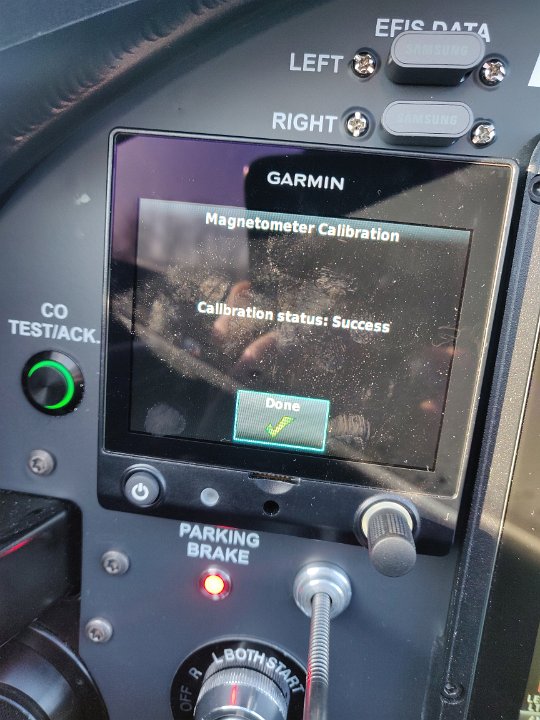 EFIS DATA
LEFT
SAMSUNG
RIGHT
SAMSUNG
GARMIN
Magnetometer Calibration
Calibration status: Success
CO
TEST/ACK.
Done
PARKING
BRAKE
OFF R L BOTH START